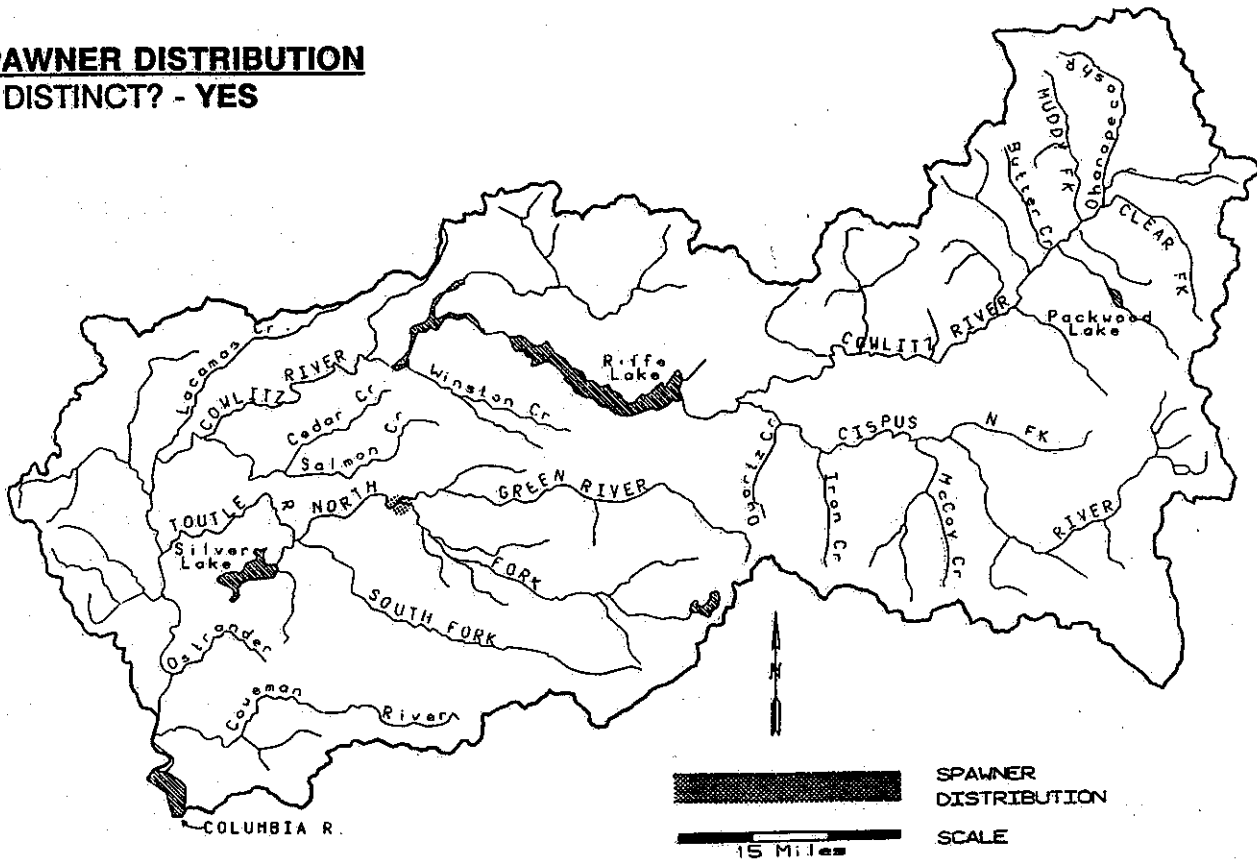 PAWNER DISTRIBUTION
DISTINCT? - YES
Ohanapecosh R
MUDDY FK
Butter Cr
CLEAR FK
Packwood
Lake
COWLITZ RIVER
Riffe
Lake
Lacamas Cr.
COWLITZ RIVER
Winston Cr
Cedar Cr
Salmon Cr
CISPUS
N FK
RIVER
Quartz Cr
Iron Cr
McCoy Cr
GREEN RIVER
TOUTLE R
NORTH
FORK
Silver
Lake
SOUTH FORK
Ostrander
Coweman River
N
COLUMBIA R.
SPAWNER
DISTRIBUTION
SCALE
15 Miles